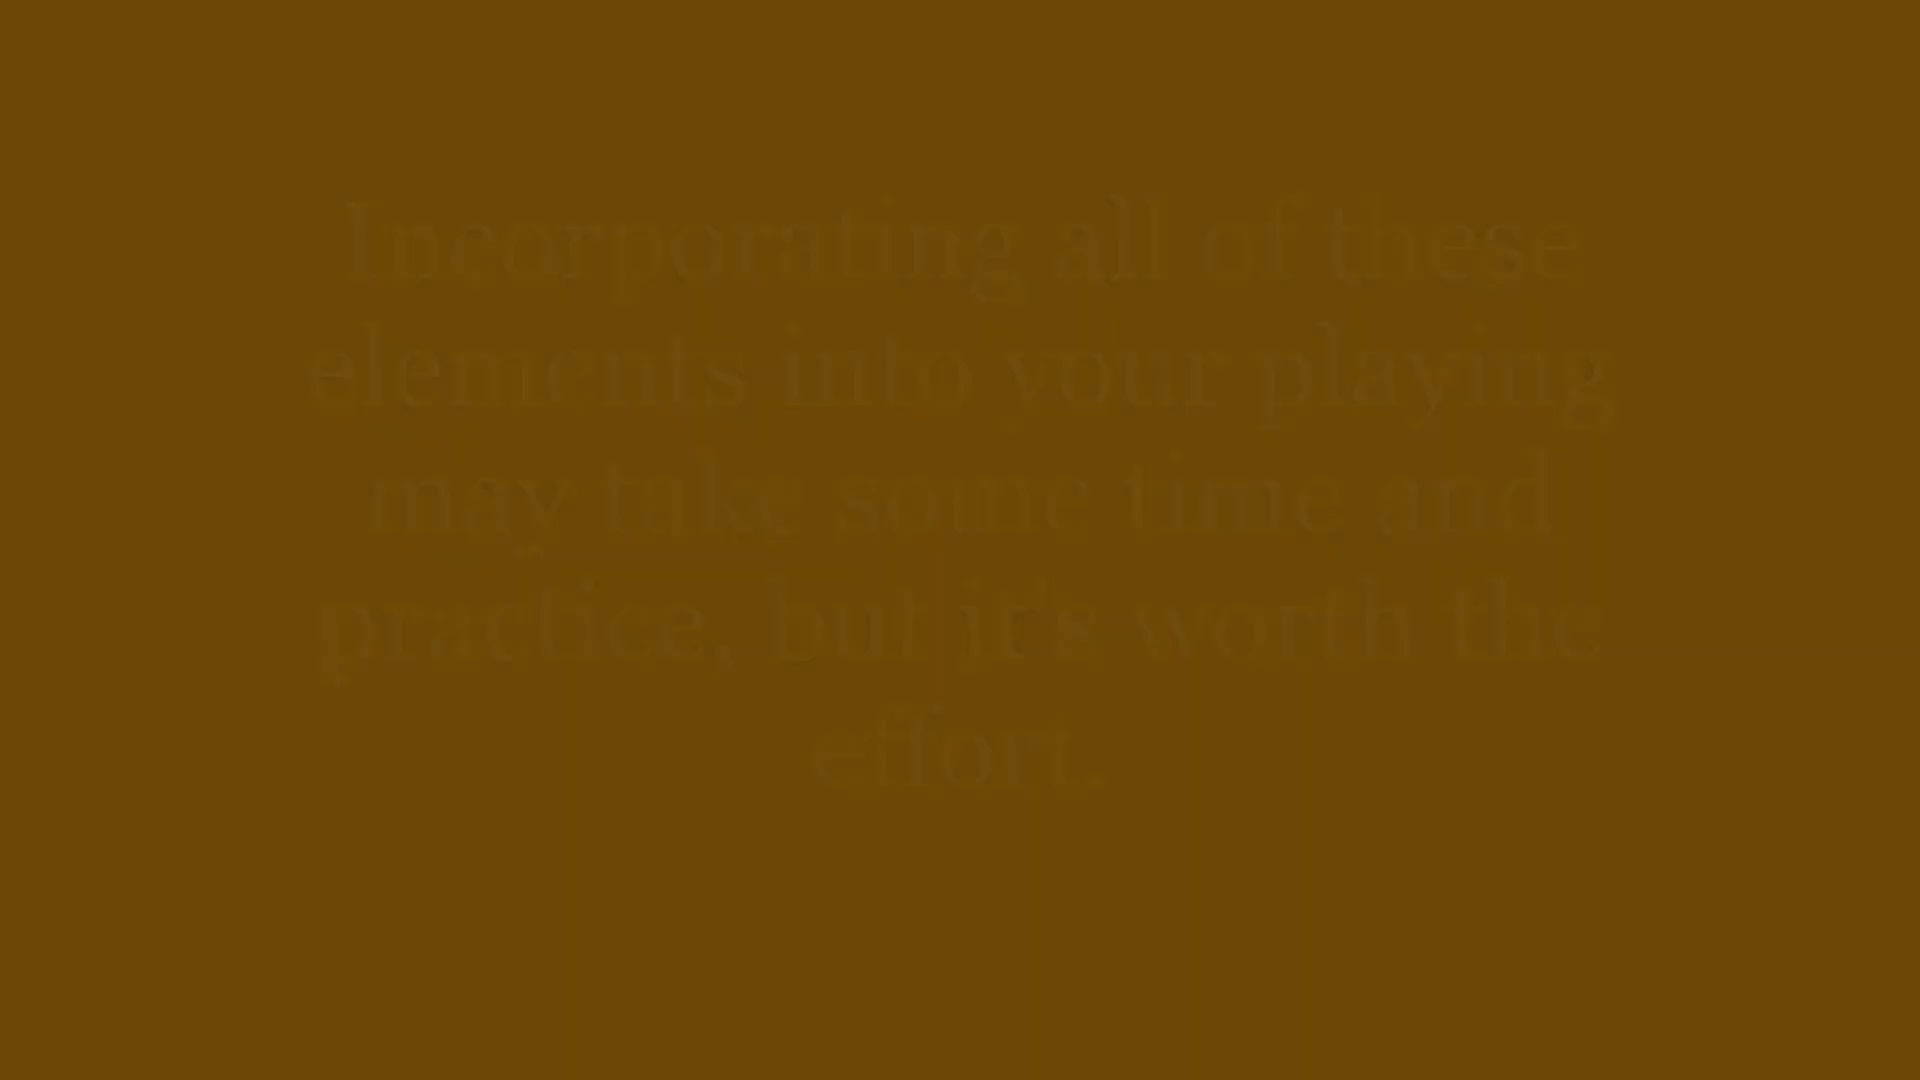 Incorporating all of these
elements into your playing
may take some time and
practice, but it's worth the
effort.